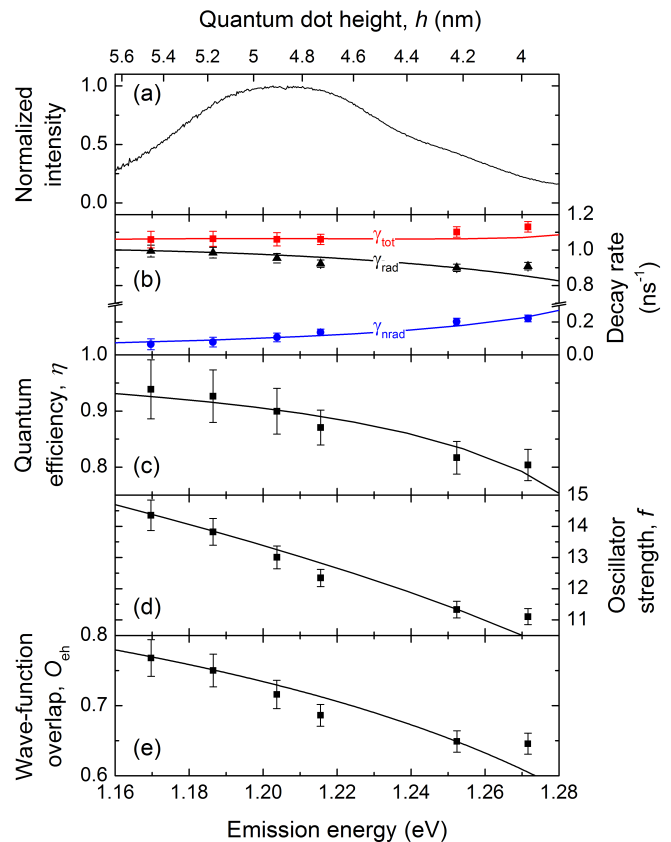 Quantum dot height, h (nm)
5.6 5.4 5.2 5 4.9 4.8 4.6 4.4 4.2 4
(a)
Normalized
intensity
1.0
0.5
0.0
(b)
γtot
γrad
γnrad
1.2
1.0
0.8
0.2
0.0
Decay rate
(ns⁻¹)
Quantum
efficiency, η
1.0
0.9
0.8
(c)
(d)
15
14
13
12
11
Oscillator
strength, f
Wave-function
overlap, Oeh
0.8
0.7
0.6
(e)
1.16 1.18 1.20 1.22 1.24 1.26 1.28
Emission energy (eV)